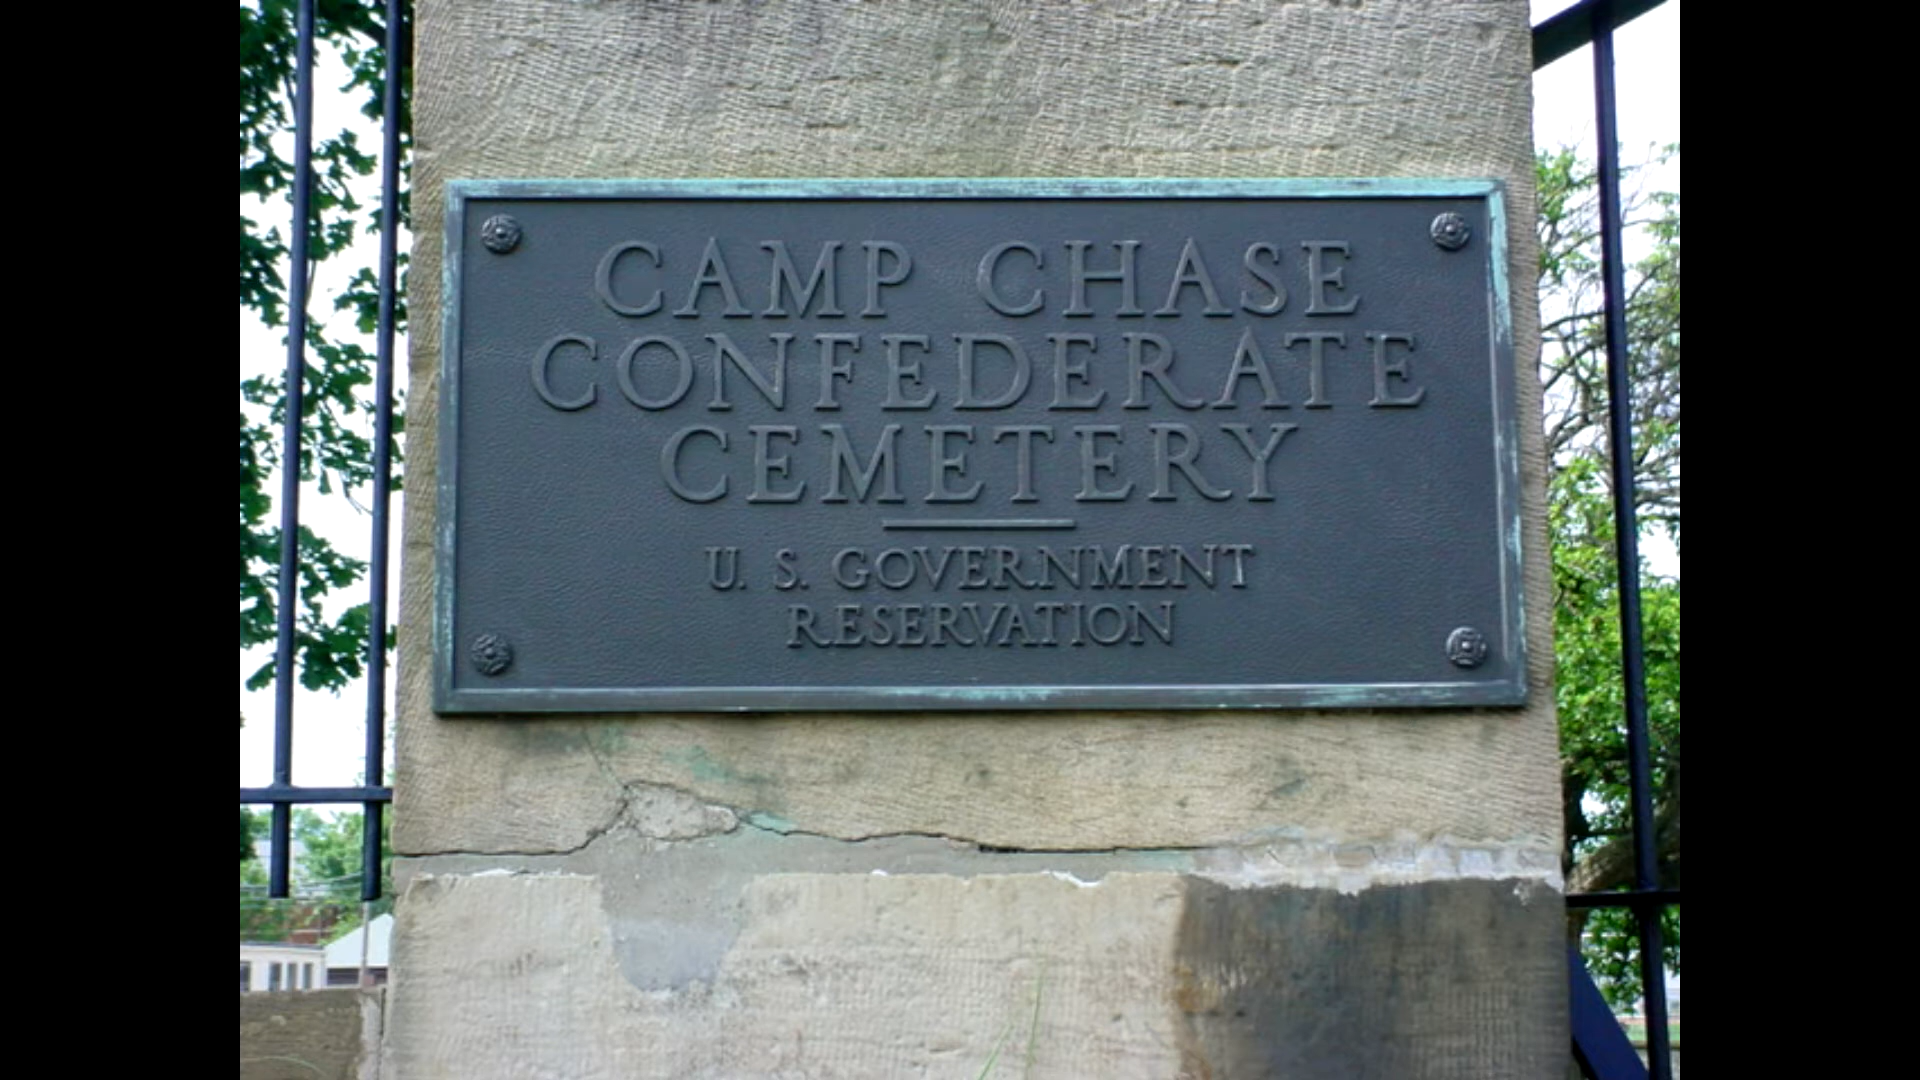 CAMP CHASE
CONFEDERATE
CEMETERY
U. S. GOVERNMENT
RESERVATION